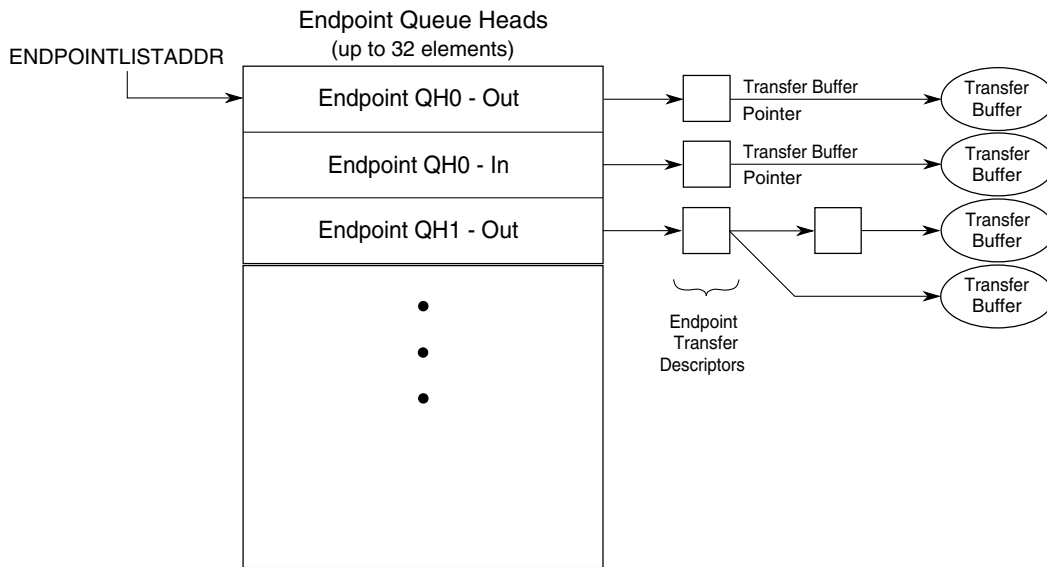 Endpoint Queue Heads
(up to 32 elements)
ENDPOINTLISTADDR
Endpoint QH0 - Out
Transfer Buffer
Pointer
Transfer
Buffer
Endpoint QH0 - In
Transfer Buffer
Pointer
Transfer
Buffer
Endpoint QH1 - Out
Transfer
Buffer
Transfer
Buffer
Endpoint
Transfer
Descriptors